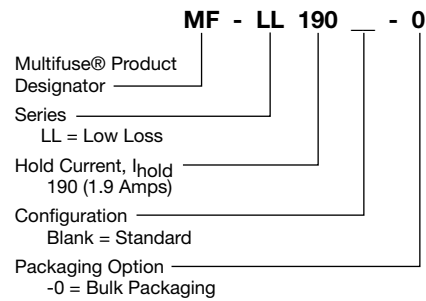 MF - LL 190 __ - 0
Multifuse® Product
Designator
Series
LL = Low Loss
Hold Current, Ihold
190 (1.9 Amps)
Configuration
Blank = Standard
Packaging Option
-0 = Bulk Packaging